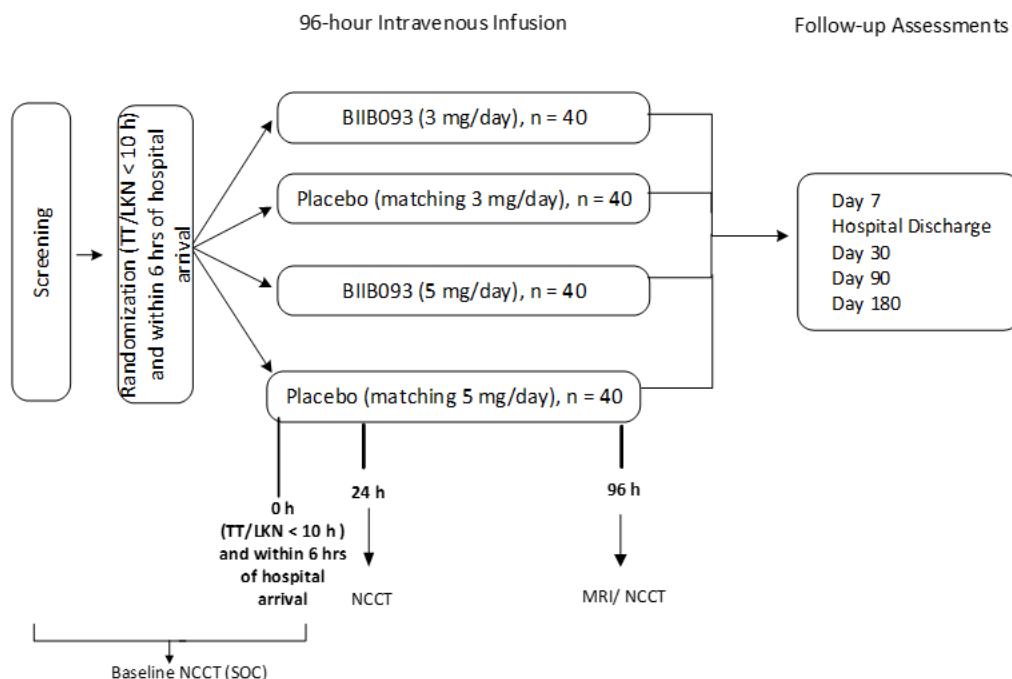 96-hour Intravenous Infusion
Follow-up Assessments
Screening
Randomization (TT/LKN < 10 h)
and within 6 hrs of hospital
arrival
BIIB093 (3 mg/day), n = 40
Placebo (matching 3 mg/day), n = 40
BIIB093 (5 mg/day), n = 40
Placebo (matching 5 mg/day), n = 40
Day 7
Hospital Discharge
Day 30
Day 90
Day 180
0 h
(TT/LKN < 10 h )
and within 6 hrs
of hospital
arrival
24 h
96 h
NCCT
MRI/ NCCT
Baseline NCCT (SOC)